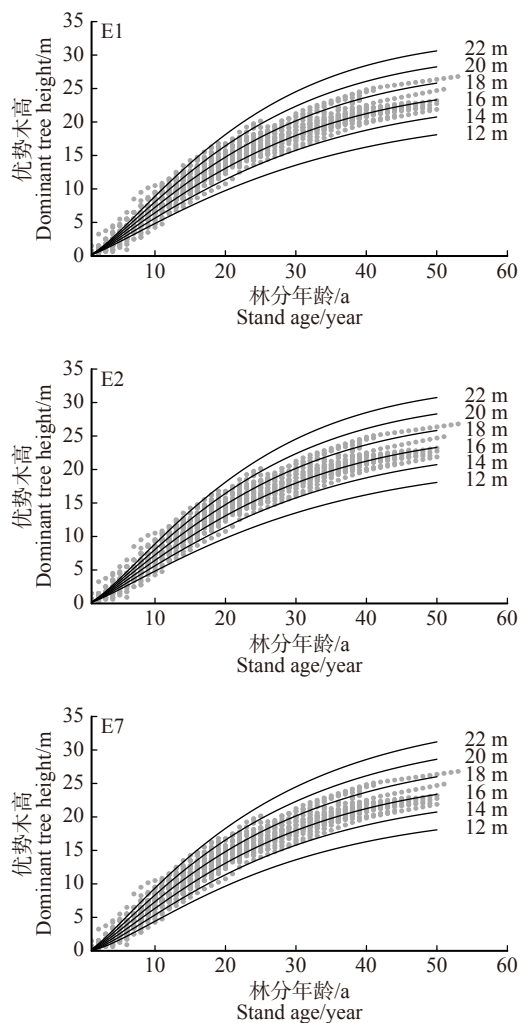 E1
35
30
25
20
15
10
5
0
优势木高
Dominant tree height/m
22 m
20 m
18 m
16 m
14 m
12 m
10 20 30 40 50 60
林分年龄/a
Stand age/year
E2
35
30
25
20
15
10
5
0
优势木高
Dominant tree height/m
22 m
20 m
18 m
16 m
14 m
12 m
10 20 30 40 50 60
林分年龄/a
Stand age/year
E7
35
30
25
20
15
10
5
0
优势木高
Dominant tree height/m
22 m
20 m
18 m
16 m
14 m
12 m
10 20 30 40 50 60
林分年龄/a
Stand age/year